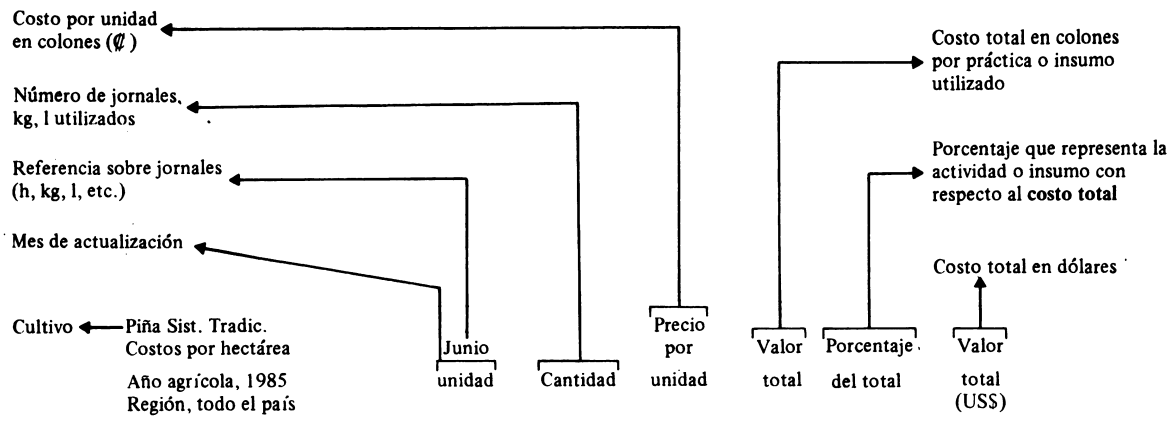 Costo por unidad
en colones (₡)
Número de jornales,
kg, l utilizados
Referencia sobre jornales
(h, kg, l, etc.)
Mes de actualización
Cultivo
Piña Sist. Tradic.
Costos por hectárea
Año agrícola, 1985
Región, todo el país
Junio
unidad
Cantidad
Precio
por
unidad
Valor
total
Porcentaje
del total
Valor
total
(US$)
Costo total en colones
por práctica o insumo
utilizado
Porcentaje que representa la
actividad o insumo con
respecto al costo total
Costo total en dólares